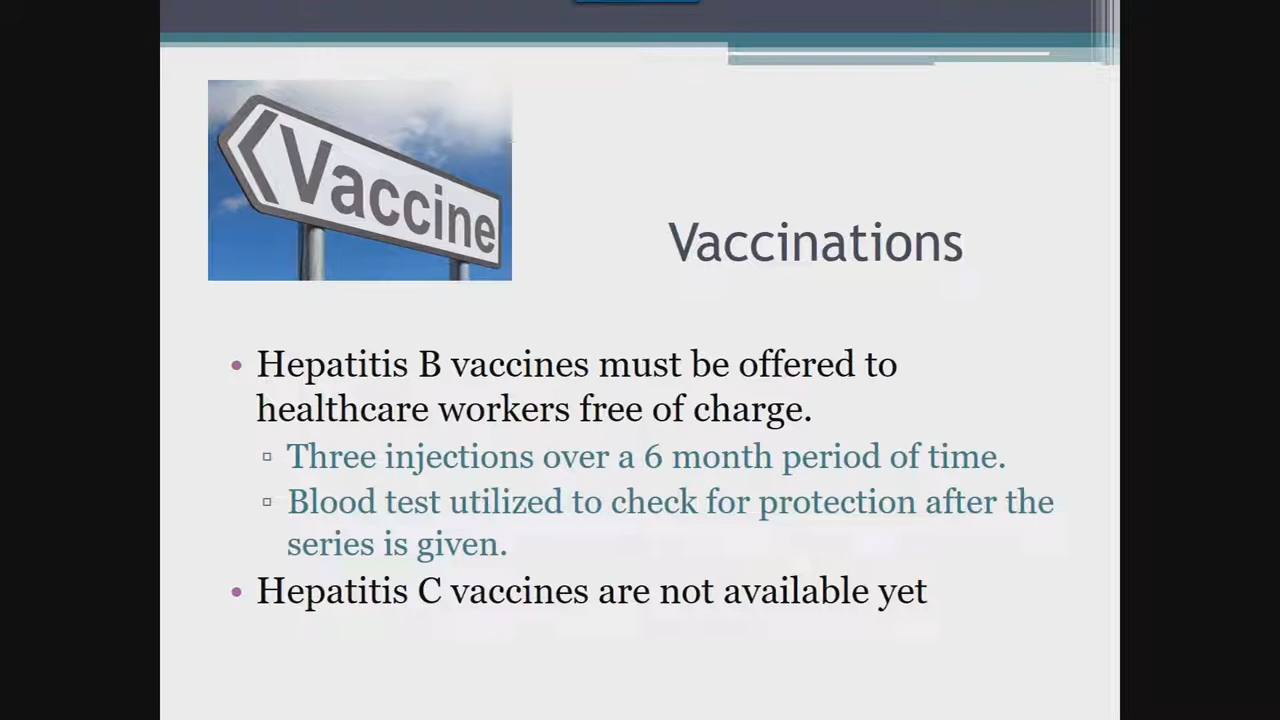 Vaccine
Vaccinations
• Hepatitis B vaccines must be offered to
healthcare workers free of charge.
▫ Three injections over a 6 month period of time.
▫ Blood test utilized to check for protection after the
series is given.
• Hepatitis C vaccines are not available yet